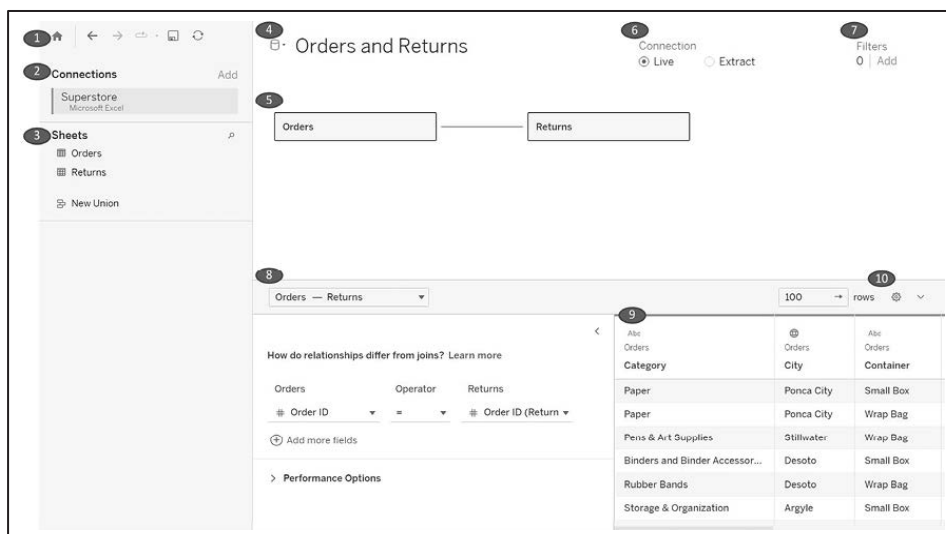 1
2
Connections Add
Superstore
Microsoft Excel
3
Sheets
Orders
Returns
New Union
4
Orders and Returns
6
Connection
Live Extract
7
Filters
0 Add
5
Orders Returns
8
Orders — Returns
100 → rows
10
How do relationships differ from joins? Learn more
Orders Operator Returns
# Order ID = # Order ID (Return
Add more fields
> Performance Options
9
Abc Abc
Orders Orders Orders
Category City Container
Paper Ponca City Small Box
Paper Ponca City Wrap Bag
Pens & Art Supplies Stillwater Wrap Bag
Binders and Binder Accessor... Desoto Small Box
Rubber Bands Desoto Wrap Bag
Storage & Organization Argyle Small Box